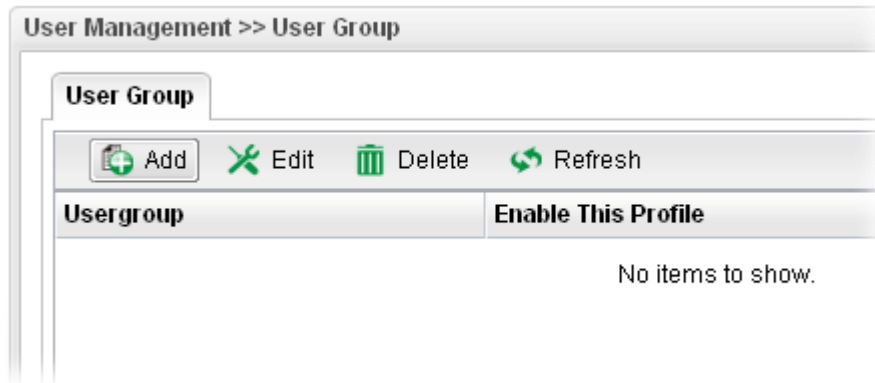 User Management >> User Group
User Group
Add Edit Delete Refresh
Usergroup Enable This Profile
No items to show.